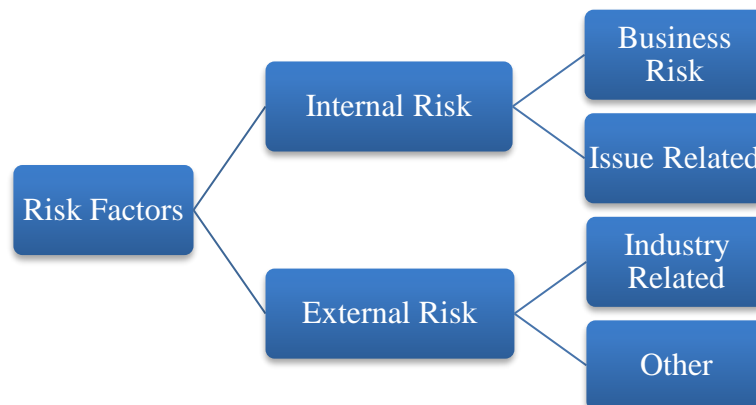 Business
Risk
Internal Risk
Issue Related
Risk Factors
Industry
Related
External Risk
Other